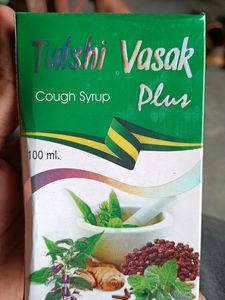 Tulshi Vasak
Plus
Cough Syrup
100 ml.